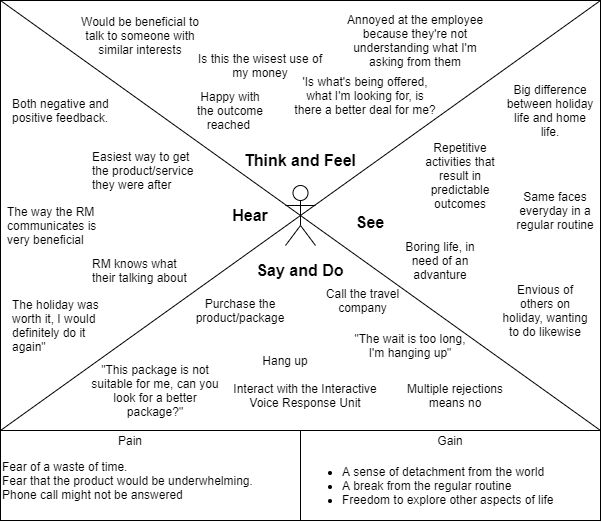 Would be beneficial to
talk to someone with
similar interests
Annoyed at the employee
because they're not
understanding what I'm
asking from them
Is this the wisest use of
my money
'Is what's being offered,
what I'm looking for, is
there a better deal for me?
Happy with
the outcome
reached
Think and Feel
Both negative and
positive feedback.
Easiest way to get
the product/service
they were after
Hear
The way the RM
communicates is
very beneficial
RM knows what
their talking about
The holiday was
worth it, I would
definitely do it
again"
Big difference
between holiday
life and home
life.
Repetitive
activities that
result in
predictable
outcomes
See
Same faces
everyday in a
regular routine
Boring life, in
need of an
advanture
Envious of
others on
holiday, wanting
to do likewise
Say and Do
Purchase the
product/package
Call the travel
company
"The wait is too long,
I'm hanging up"
Hang up
"This package is not
suitable for me, can you
look for a better
package?"
Interact with the Interactive
Voice Response Unit
Multiple rejections
means no
Pain
Fear of a waste of time.
Fear that the product would be underwhelming.
Phone call might not be answered
Gain
• A sense of detachment from the world
• A break from the regular routine
• Freedom to explore other aspects of life